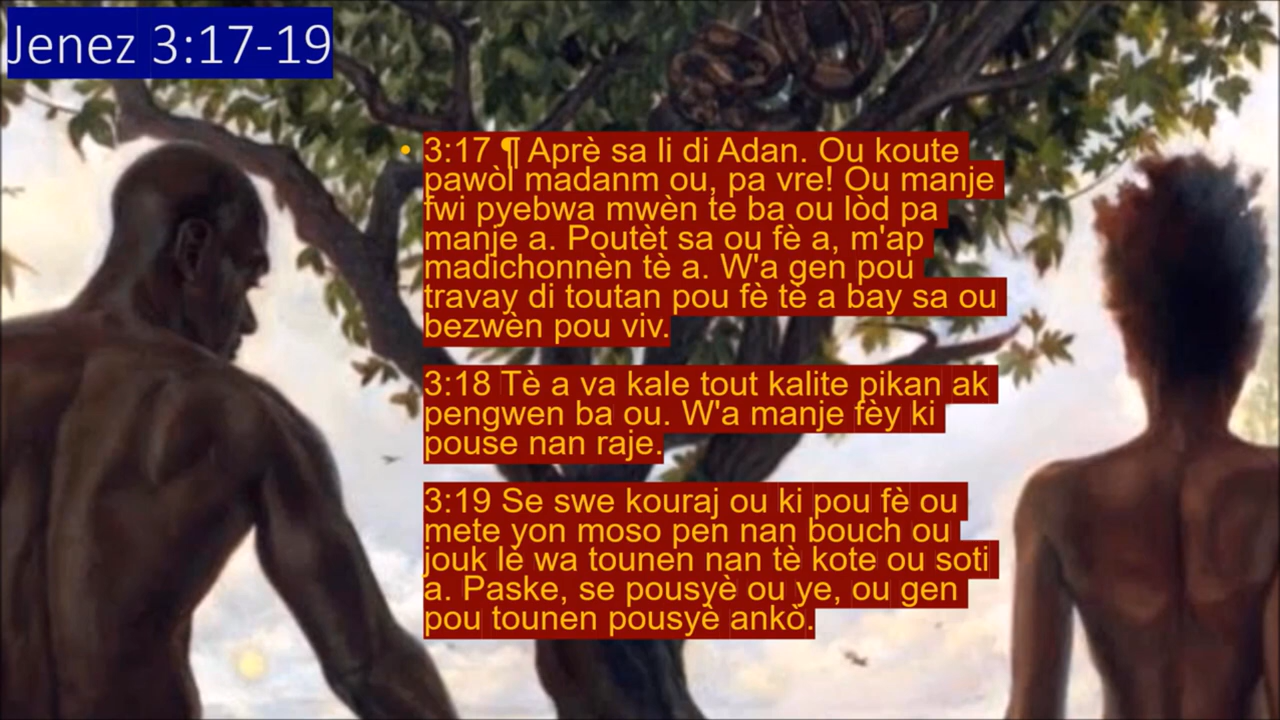 Jenez 3:17-19
• 3:17 ¶ Aprè sa li di Adan. Ou koute
pawòl madanm ou, pa vre! Ou manje
fwi pyebwa mwèn te ba ou lòd pa
manje a. Poutèt sa ou fè a, m'ap
madichonnèn tè a. W'a gen pou
travay di toutan pou fè tè a bay sa ou
bezwèn pou viv.
3:18 Tè a va kale tout kalite pikan ak
pengwen ba ou. W'a manje fèy ki
pouse nan raje.
3:19 Se swe kouraj ou ki pou fè ou
mete yon moso pen nan bouch ou
jouk lè wa tounen nan tè kote ou soti
a. Paske, se pousyè ou ye, ou gen
pou tounen pousyè ankò.